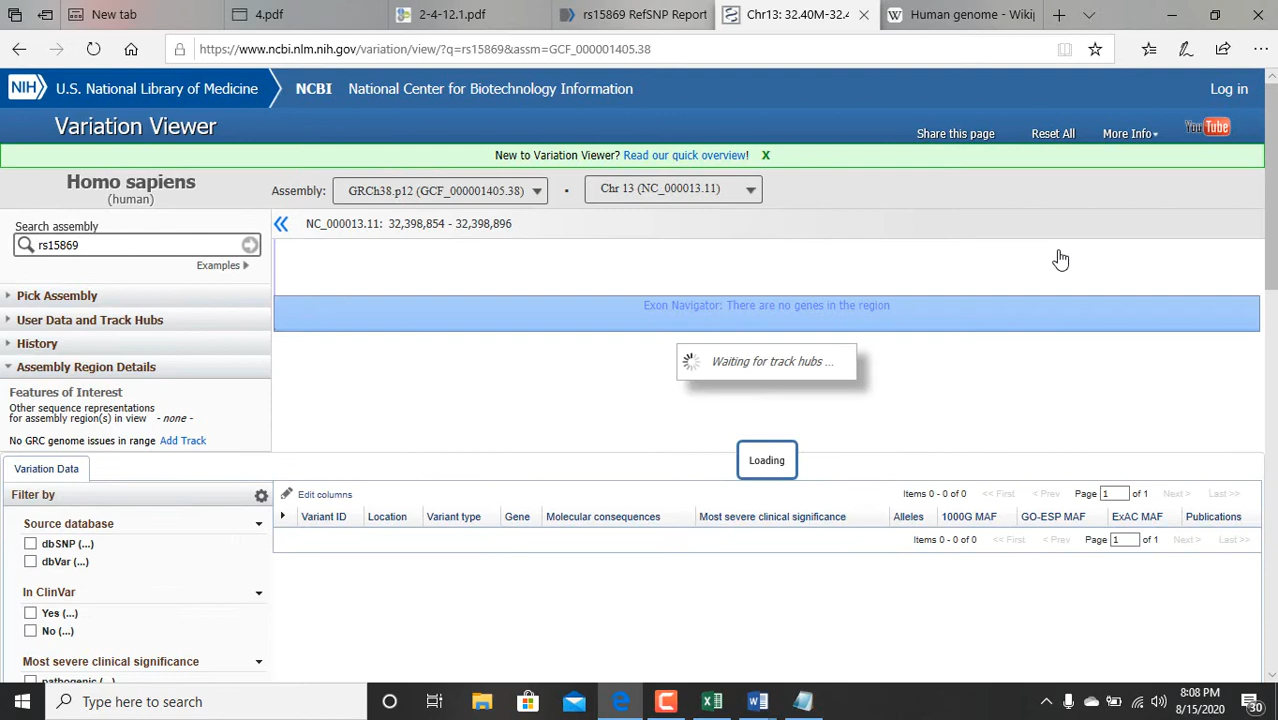 New tab
4.pdf
2-4-12.1.pdf
rs15869 RefSNP Report
Chr13: 32.40M-32.4
Human genome - Wikip
https://www.ncbi.nlm.nih.gov/variation/view/?q=rs15869&assm=GCF_000001405.38
NIH U.S. National Library of Medicine NCBI National Center for Biotechnology Information Log in
Variation Viewer Share this page Reset All More Info YouTube
New to Variation Viewer? Read our quick overview! X
Homo sapiens
(human)
Assembly: GRCh38.p12 (GCF_000001405.38) • Chr 13 (NC_000013.11)
NC_000013.11: 32,398,854 - 32,398,896
Search assembly
rs15869
Examples
Pick Assembly
User Data and Track Hubs
History
Assembly Region Details
Features of Interest
Other sequence representations
for assembly region(s) in view - none -
No GRC genome issues in range Add Track
Exon Navigator: There are no genes in the region
Waiting for track hubs ...
Loading
Variation Data
Filter by
Source database
dbSNP (...)
dbVar (...)
In ClinVar
Yes (...)
No (...)
Most severe clinical significance
pathogenic (...)
Edit columns Items 0 - 0 of 0 << First < Prev Page 1 of 1 Next > Last >>
Variant ID Location Variant type Gene Molecular consequences Most severe clinical significance Alleles 1000G MAF GO-ESP MAF ExAC MAF Publications
Items 0 - 0 of 0 << First < Prev Page 1 of 1 Next > Last >>
Type here to search
8:08 PM
8/15/2020
30